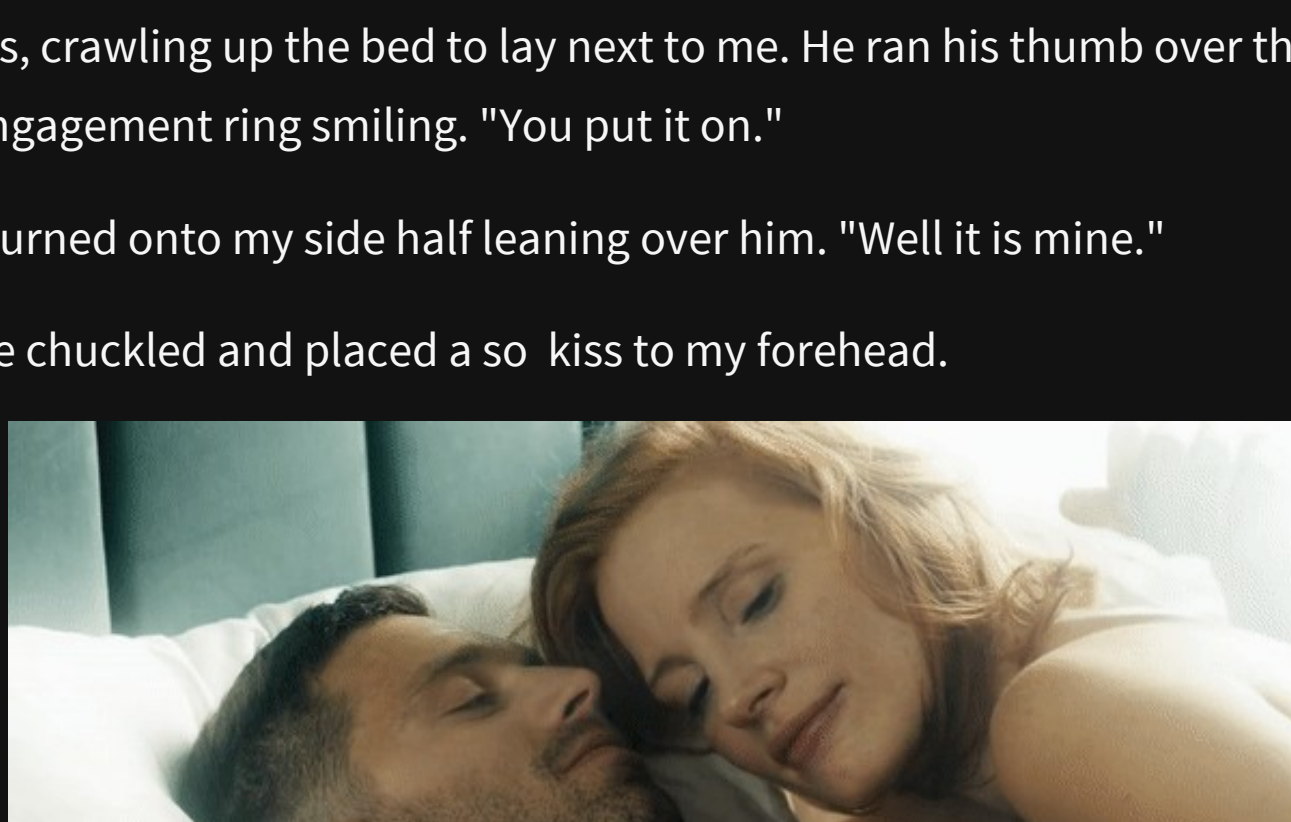 s, crawling up the bed to lay next to me. He ran his thumb over th
ngagement ring smiling. "You put it on."
urned onto my side half leaning over him. "Well it is mine."
e chuckled and placed a so  kiss to my forehead.